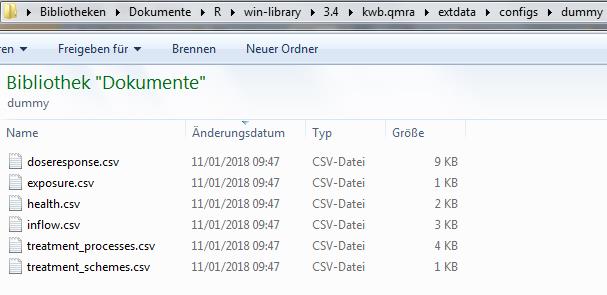 Bibliotheken Dokumente R win-library 3.4 kwb.qmra extdata configs dummy
ren Freigeben für Brennen Neuer Ordner
Bibliothek "Dokumente"
dummy
Name Änderungsdatum Typ Größe
doseresponse.csv 11/01/2018 09:47 CSV-Datei 9 KB
exposure.csv 11/01/2018 09:47 CSV-Datei 1 KB
health.csv 11/01/2018 09:47 CSV-Datei 2 KB
inflow.csv 11/01/2018 09:47 CSV-Datei 3 KB
treatment_processes.csv 11/01/2018 09:47 CSV-Datei 4 KB
treatment_schemes.csv 11/01/2018 09:47 CSV-Datei 1 KB